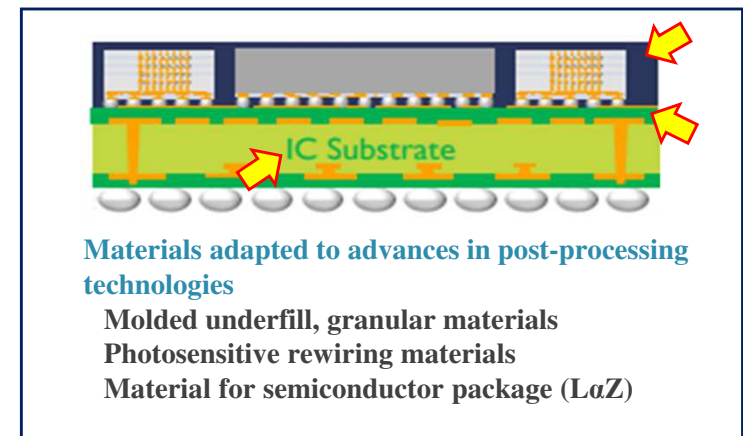 IC Substrate
Materials adapted to advances in post-processing
technologies
Molded underfill, granular materials
Photosensitive rewiring materials
Material for semiconductor package (LαZ)